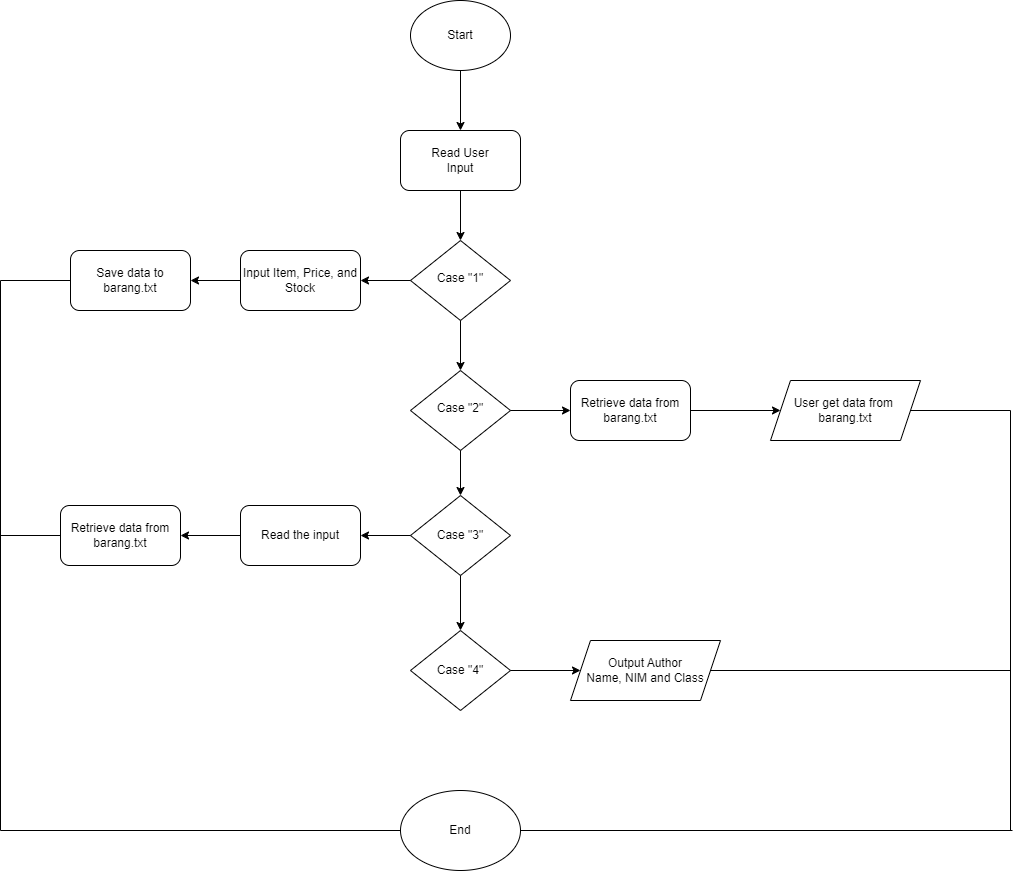 Start
Read User
Input
Save data to
barang.txt
Input Item, Price, and
Stock
Case "1"
Case "2"
Retrieve data from
barang.txt
User get data from
barang.txt
Retrieve data from
barang.txt
Read the input
Case "3"
Case "4"
Output Author
Name, NIM and Class
End